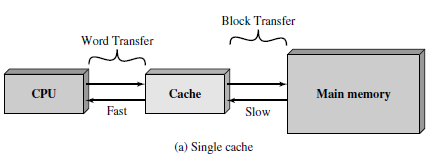 Block Transfer
Word Transfer
CPU
Cache
Main memory
Fast
Slow
(a) Single cache